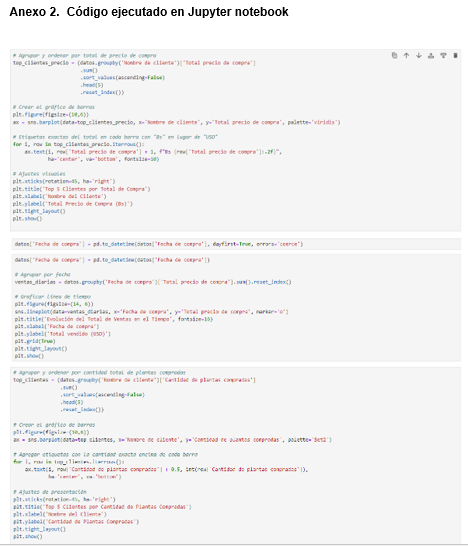 Anexo 2. Código ejecutado en Jupyter notebook
# Agrupar y ordenar por total de precio de compra
top_clientes_precio = (datos.groupby('Nombre de cliente')['Total precio de compra']
.sum()
.sort_values(ascending=False)
.head(5)
.reset_index())
# Crear el gráfico de barras
plt.figure(figsize=(10,6))
ax = sns.barplot(data=top_clientes_precio, x='Nombre de cliente', y='Total precio de compra', palette='viridis')
# Etiquetas exactas del total en cada barra con "Bs" en lugar de "USD"
for i, row in top_clientes_precio.iterrows():
ax.text(i, row['Total precio de compra'] + 1, f"Bs {row['Total precio de compra']:.2f}",
ha='center', va='bottom', fontsize=10)
# Ajustes visuales
plt.xticks(rotation=45, ha='right')
plt.title('Top 5 Clientes por Total de Compra')
plt.xlabel('Nombre del Cliente')
plt.ylabel('Total Precio de Compra (Bs)')
plt.tight_layout()
plt.show()
datos['Fecha de compra'] = pd.to_datetime(datos['Fecha de compra'], dayfirst=True, errors='coerce')
datos['Fecha de compra'] = pd.to_datetime(datos['Fecha de compra'])
# Agrupar por fecha
ventas_diarias = datos.groupby('Fecha de compra')['Total precio de compra'].sum().reset_index()
# Graficar línea de tiempo
plt.figure(figsize=(14, 6))
sns.lineplot(data=ventas_diarias, x='Fecha de compra', y='Total precio de compra', marker='o')
plt.title('Evolución del Total de Ventas en el Tiempo', fontsize=16)
plt.xlabel('Fecha de compra')
plt.ylabel('Total vendido (USD)')
plt.grid(True)
plt.tight_layout()
plt.show()
# Agrupar y ordenar por cantidad total de plantas compradas
top_clientes = (datos.groupby('Nombre de cliente')['Cantidad de plantas compradas']
.sum()
.sort_values(ascending=False)
.head(5)
.reset_index())
# Crear el gráfico de barras
plt.figure(figsize=(10,6))
ax = sns.barplot(data=top_clientes, x='Nombre de cliente', y='Cantidad de plantas compradas', palette='Set2')
# Agregar etiquetas con la cantidad exacta encima de cada barra
for i, row in top_clientes.iterrows():
ax.text(i, row['Cantidad de plantas compradas'] + 0.5, int(row['Cantidad de plantas compradas']),
ha='center', va='bottom')
# Ajustes de presentación
plt.xticks(rotation=45, ha='right')
plt.title('Top 5 Clientes por Cantidad de Plantas Compradas')
plt.xlabel('Nombre del Cliente')
plt.ylabel('Cantidad de Plantas Compradas')
plt.tight_layout()
plt.show()